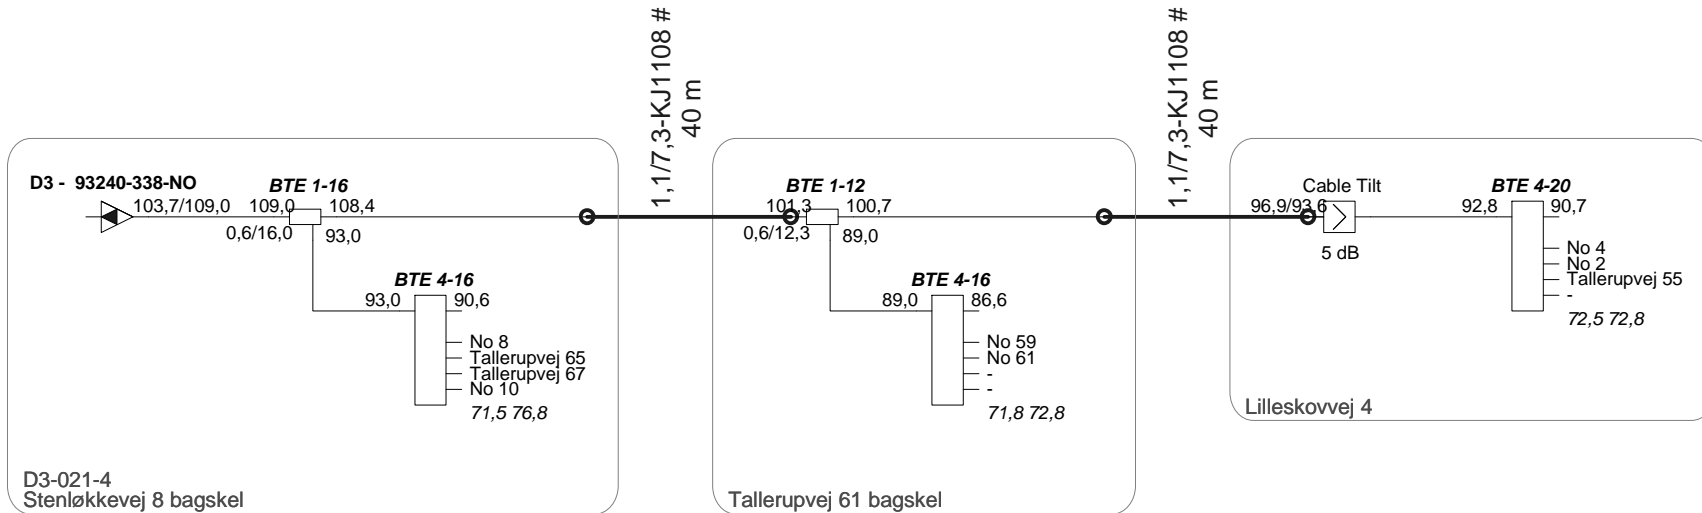 1,1/7,3-KJ1108 #
40 m
1,1/7,3-KJ1108 #
40 m
D3 - 93240-338-NO
103,7/109,0
BTE 1-16
109,0
108,4
0,6/16,0
93,0
BTE 4-16
93,0
90,6
No 8
Tallerupvej 65
Tallerupvej 67
No 10
71,5 76,8
D3-021-4
Stenløkkevej 8 bagskel
BTE 1-12
101,3
100,7
0,6/12,3
89,0
BTE 4-16
89,0
86,6
No 59
No 61
-
-
71,8 72,8
Tallerupvej 61 bagskel
Cable Tilt
96,9/93,6
5 dB
BTE 4-20
92,8
90,7
No 4
No 2
Tallerupvej 55
-
72,5 72,8
Lilleskovvej 4